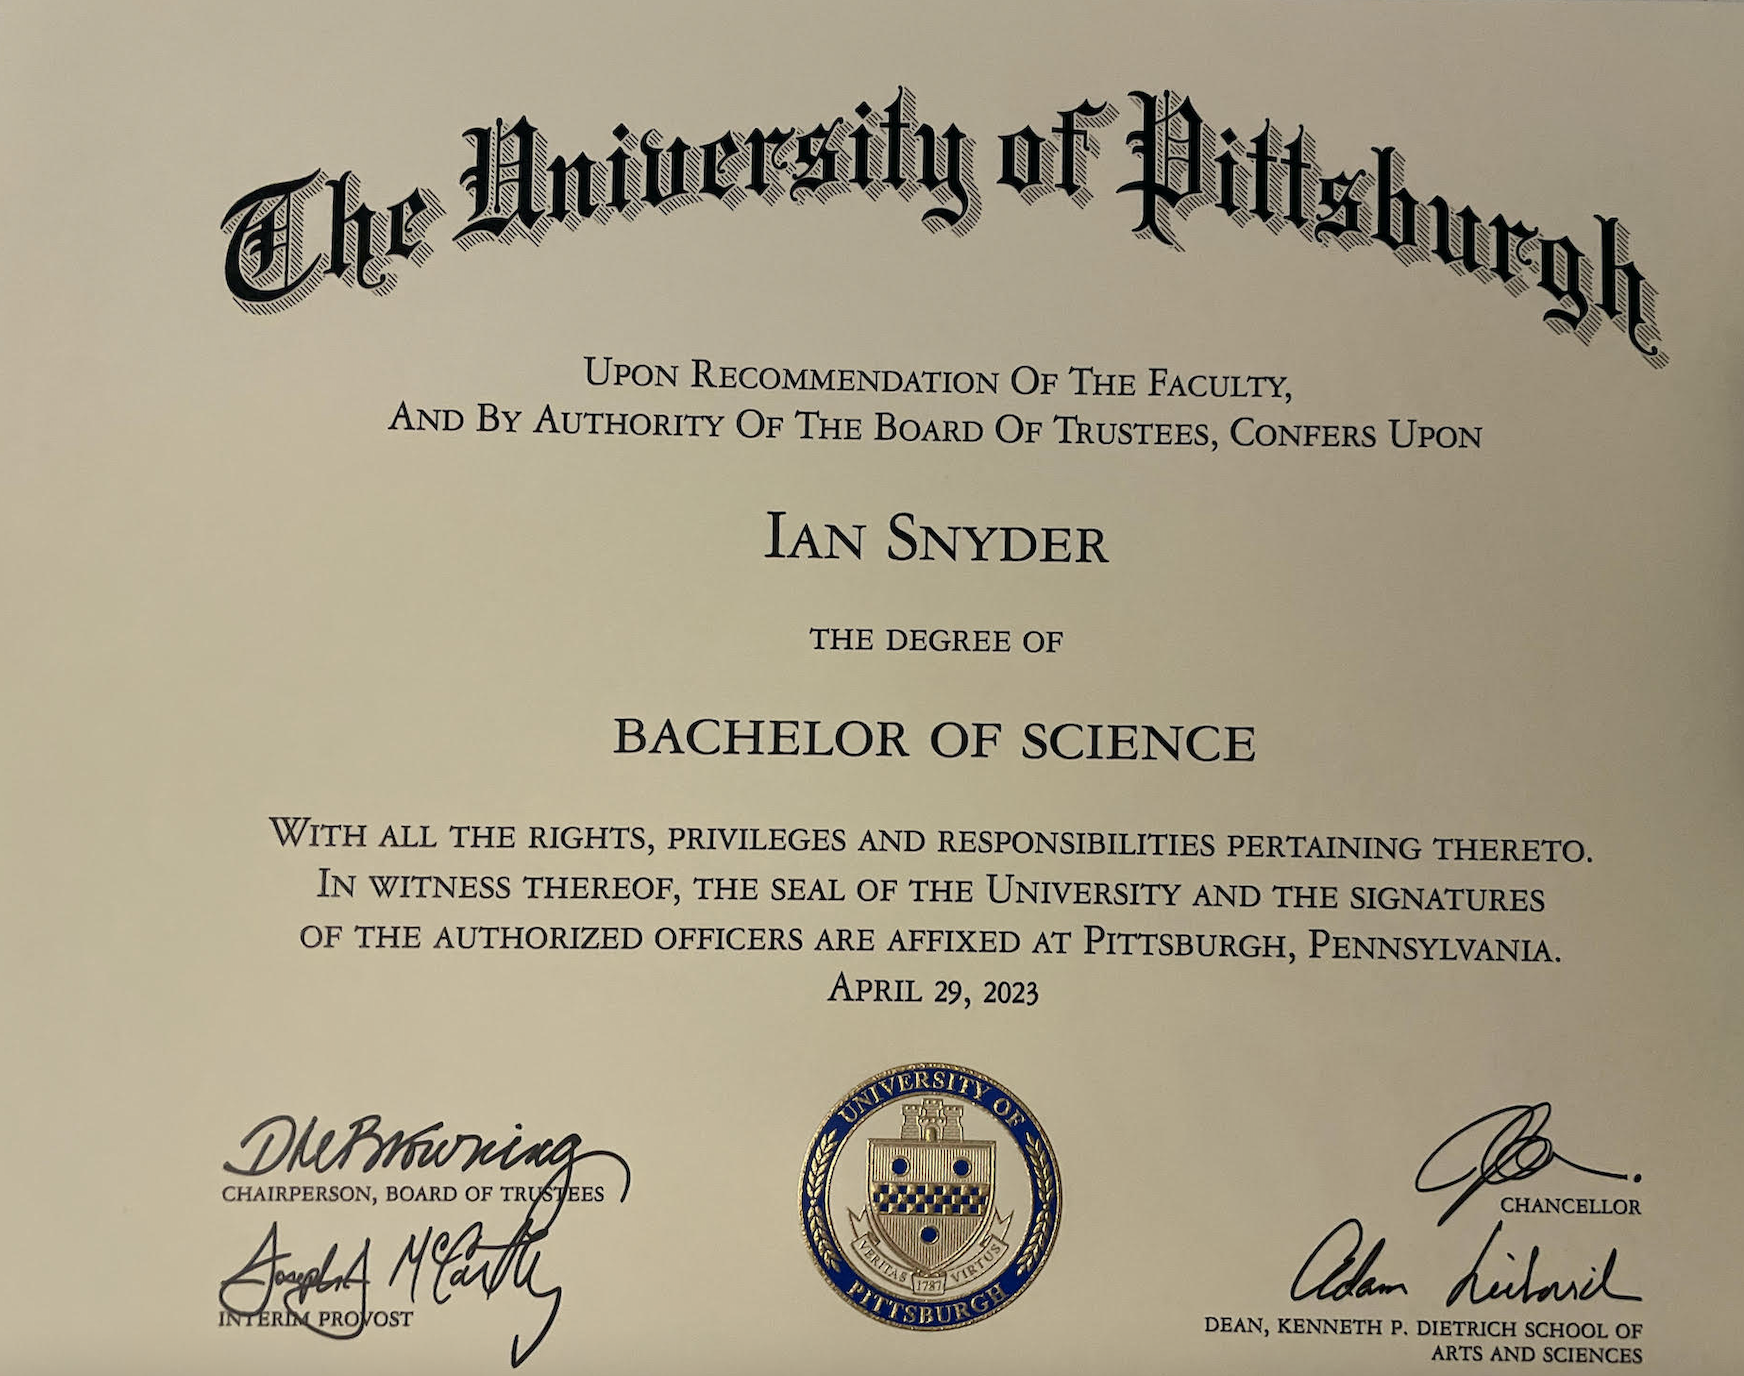 The University of Pittsburgh
UPON RECOMMENDATION OF THE FACULTY,
AND BY AUTHORITY OF THE BOARD OF TRUSTEES, CONFERS UPON
IAN SNYDER
THE DEGREE OF
BACHELOR OF SCIENCE
WITH ALL THE RIGHTS, PRIVILEGES AND RESPONSIBILITIES PERTAINING THERETO.
IN WITNESS THEREOF, THE SEAL OF THE UNIVERSITY AND THE SIGNATURES
OF THE AUTHORIZED OFFICERS ARE AFFIXED AT PITTSBURGH, PENNSYLVANIA.
APRIL 29, 2023
Browning
CHAIRPERSON, BOARD OF TRUSTEES
Joseph J McCarthy
INTERIM PROVOST
UNIVERSITY OF
PITTSBURGH
VERITAS 1787 VIRTUS
CHANCELLOR
Adam
DEAN, KENNETH P. DIETRICH SCHOOL OF
ARTS AND SCIENCES